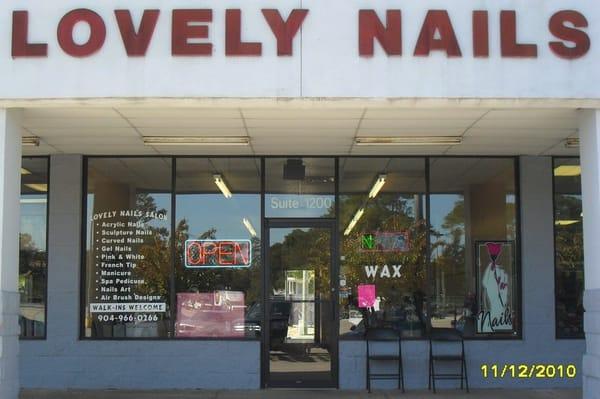 LOVELY NAILS
Suite 1200
LOVELY NAILS SALON
• Acrylic Nails
• Sculpture Nails
• Curved Nails
• Gel Nails
• Pink & White
• French Tip
• Manicure
• Spa Pedicure
• Nails Art
• Air Brush Designs
WALK-INS WELCOME
904-966-0166
OPEN
WAX
Nails
11/12/2010